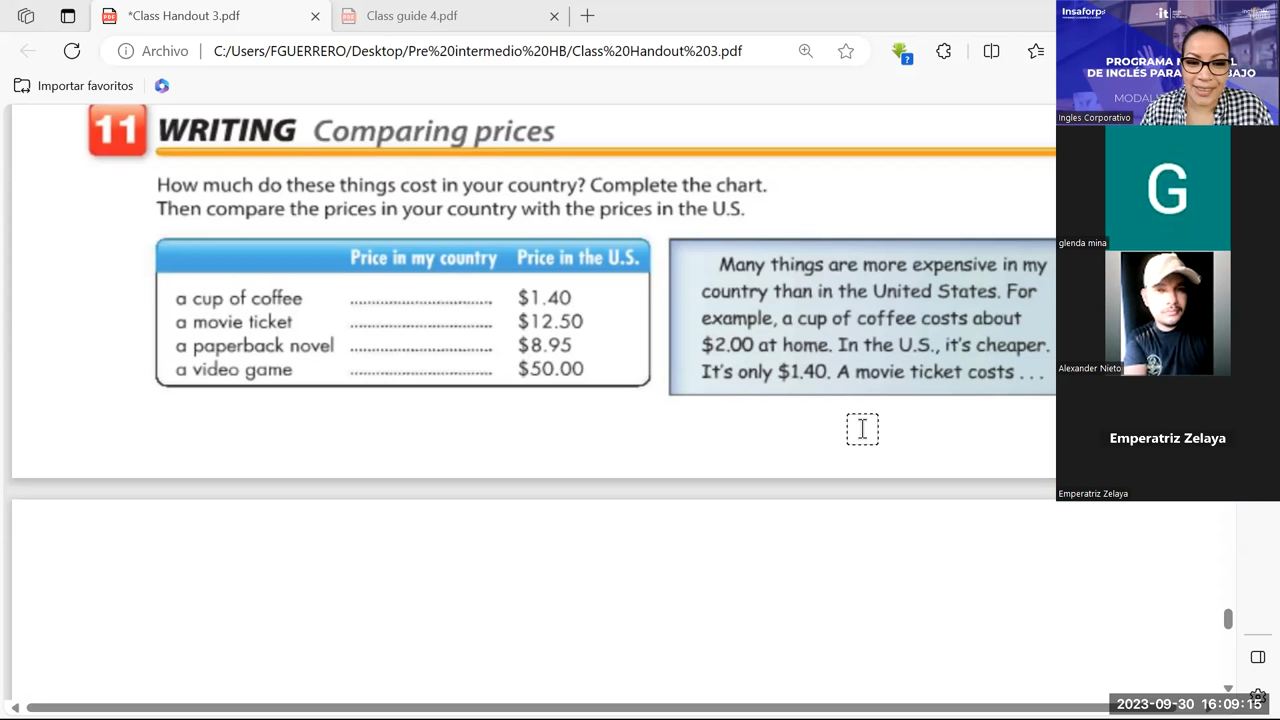 *Class Handout 3.pdf
Class guide 4.pdf
Archivo
C:/Users/FGUERRERO/Desktop/Pre%20intermedio%20HB/Class%20Handout%203.pdf
Importar favoritos
11 WRITING Comparing prices
How much do these things cost in your country? Complete the chart.
Then compare the prices in your country with the prices in the U.S.
Price in my country Price in the U.S.
a cup of coffee ........................... $1.40
a movie ticket ........................... $12.50
a paperback novel ........................... $8.95
a video game ........................... $50.00
Many things are more expensive in my
country than in the United States. For
example, a cup of coffee costs about
$2.00 at home. In the U.S., it's cheaper.
It's only $1.40. A movie ticket costs . . .
Insaforp
it
PROGRAMA
DE INGLÉS PARA
Ingles Corporativo
G
glenda mina
Alexander Nieto
Emperatriz Zelaya
Emperatriz Zelaya
2023-09-30 16:09:15